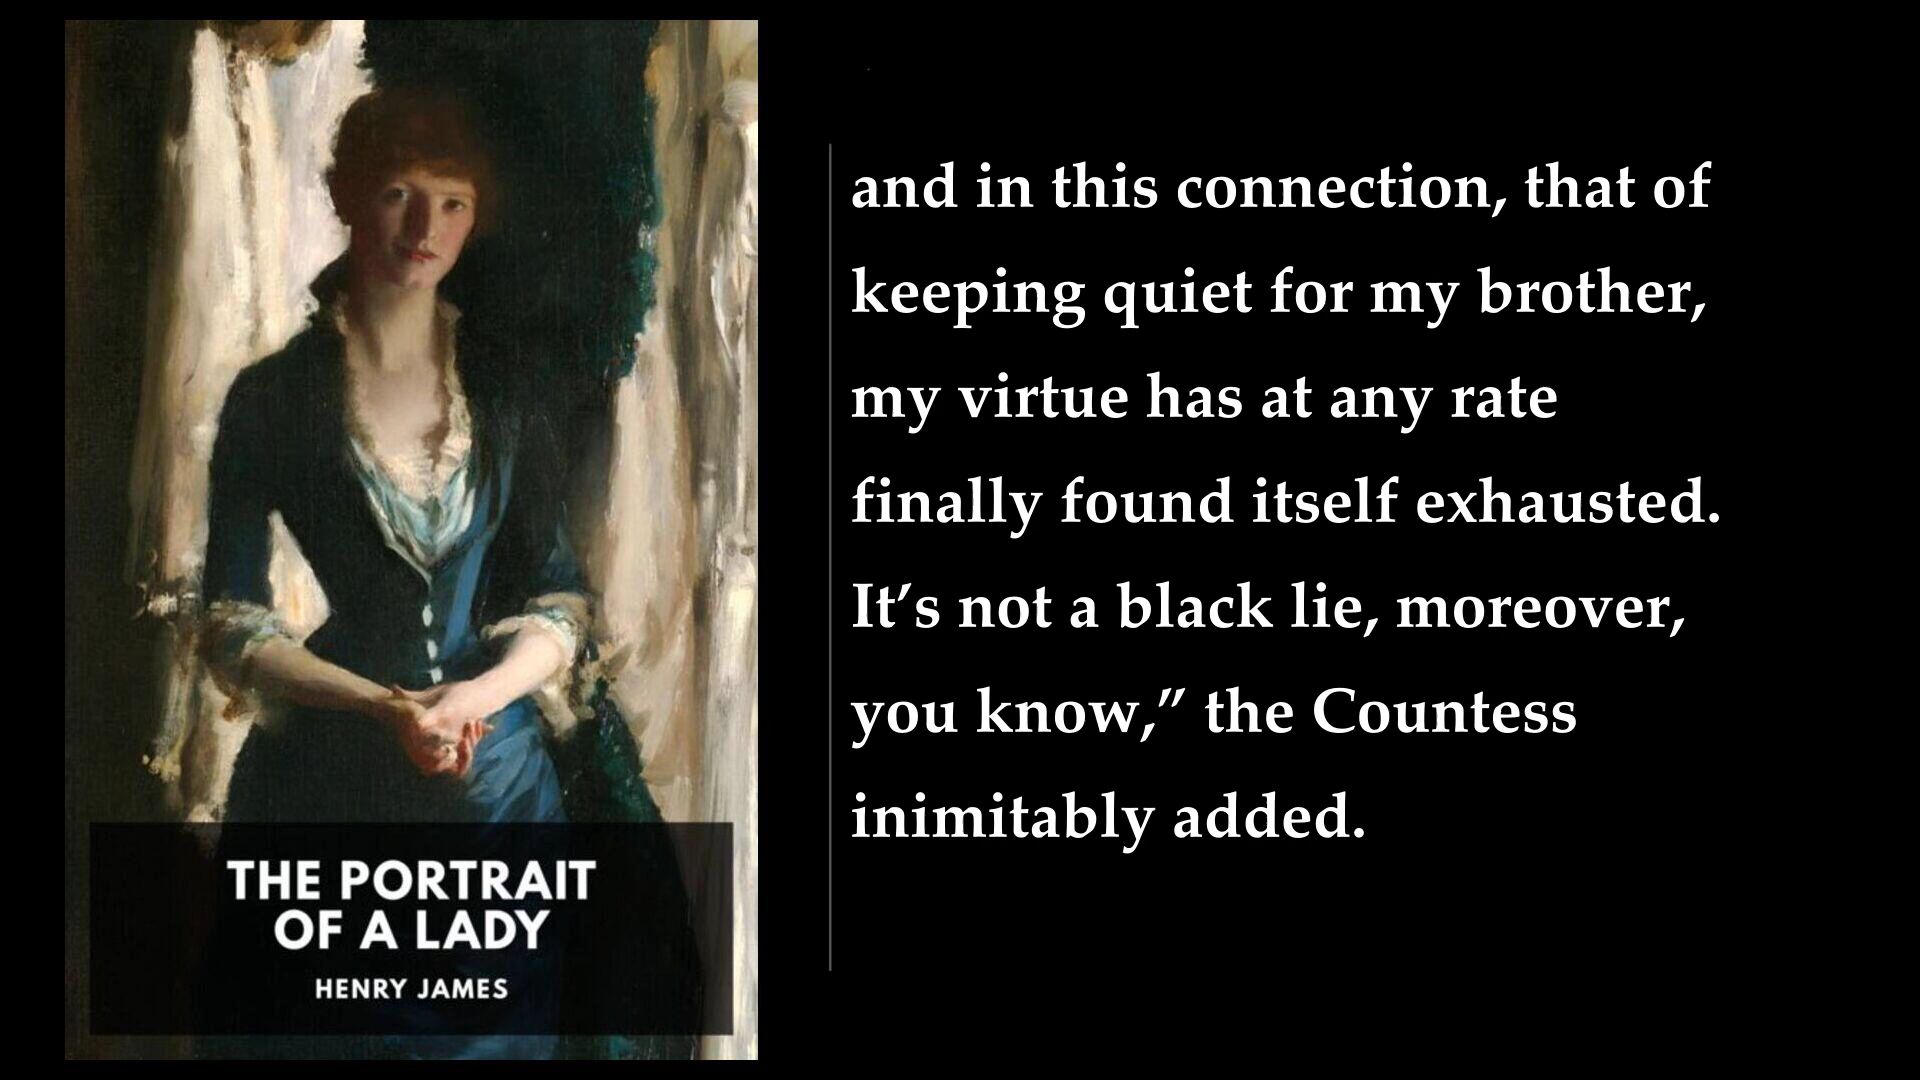 THE PORTRAIT
OF A LADY
HENRY JAMES
and in this connection, that of
keeping quiet for my brother,
my virtue has at any rate
finally found itself exhausted.
It’s not a black lie, moreover,
you know,” the Countess
inimitably added.